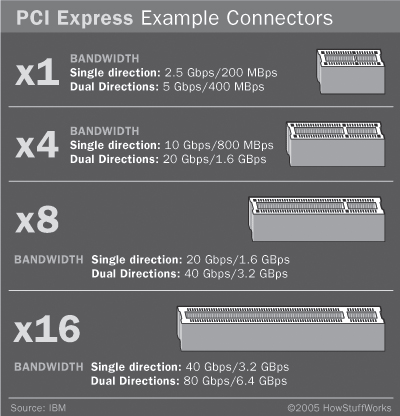 PCI Express Example Connectors
x1
BANDWIDTH
Single direction: 2.5 Gbps/200 MBps
Dual Directions: 5 Gbps/400 MBps
x4
BANDWIDTH
Single direction: 10 Gbps/800 MBps
Dual Directions: 20 Gbps/1.6 GBps
x8
BANDWIDTH Single direction: 20 Gbps/1.6 GBps
Dual Directions: 40 Gbps/3.2 GBps
x16
BANDWIDTH Single direction: 40 Gbps/3.2 GBps
Dual Directions: 80 Gbps/6.4 GBps
Source: IBM ©2005 HowStuffWorks